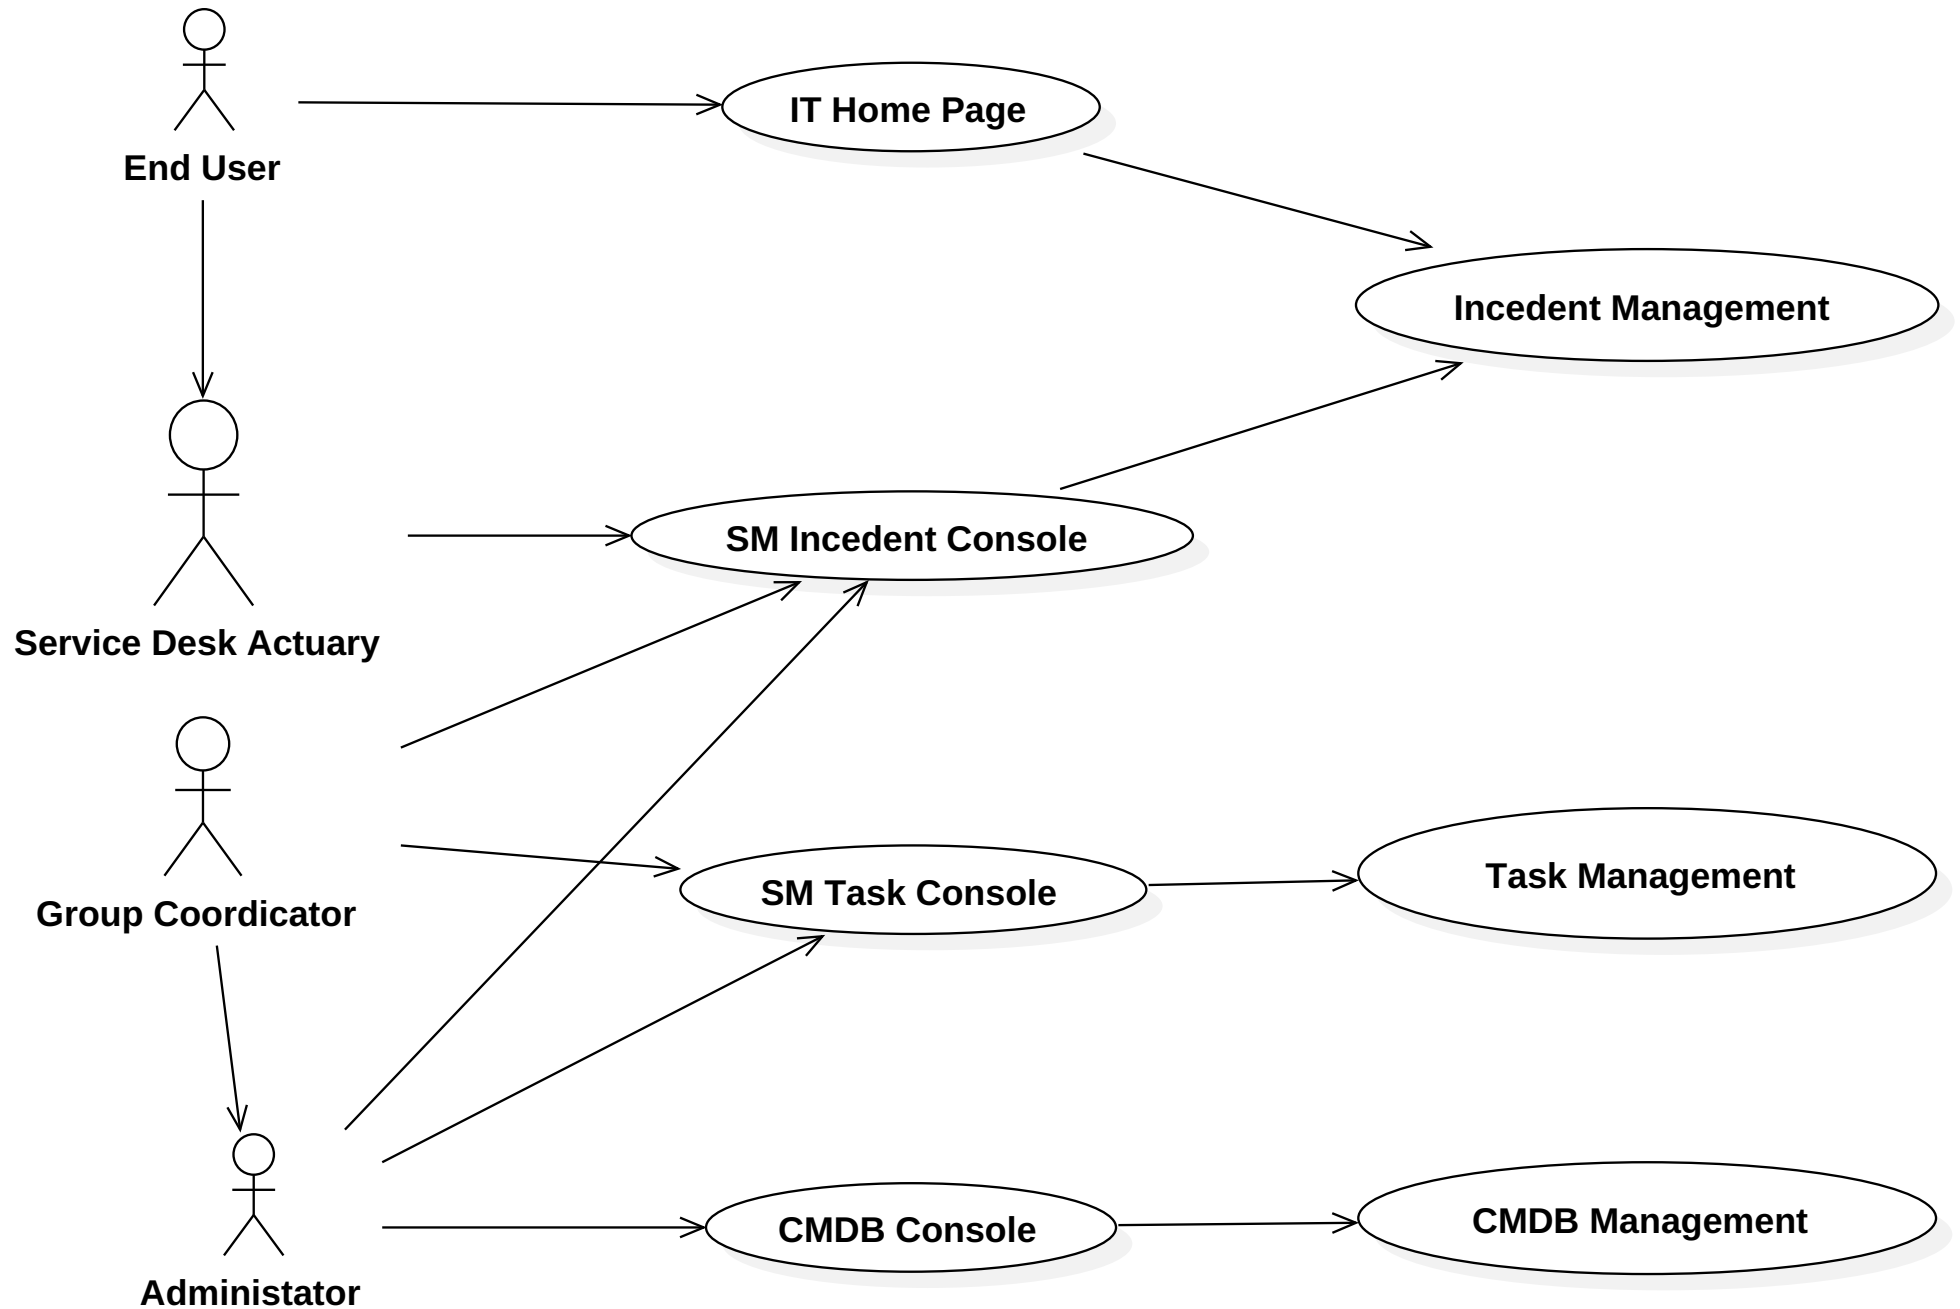 End User
IT Home Page
Incedent Management
Service Desk Actuary
SM Incedent Console
Group Coordicator
SM Task Console
Task Management
Administator
CMDB Console
CMDB Management